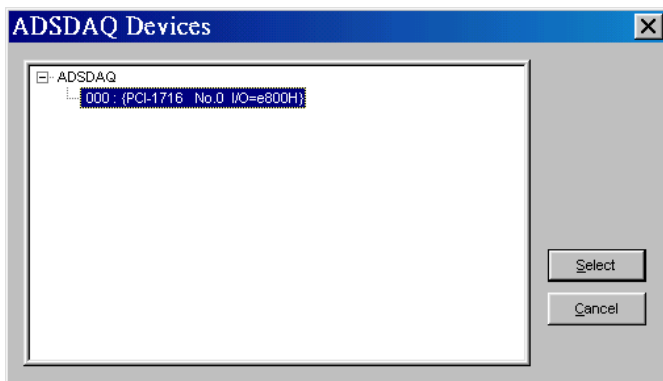 ADSDAQ Devices
ADSDAQ
000 : {PCI-1716 No.0 I/O=e800H}
Select
Cancel